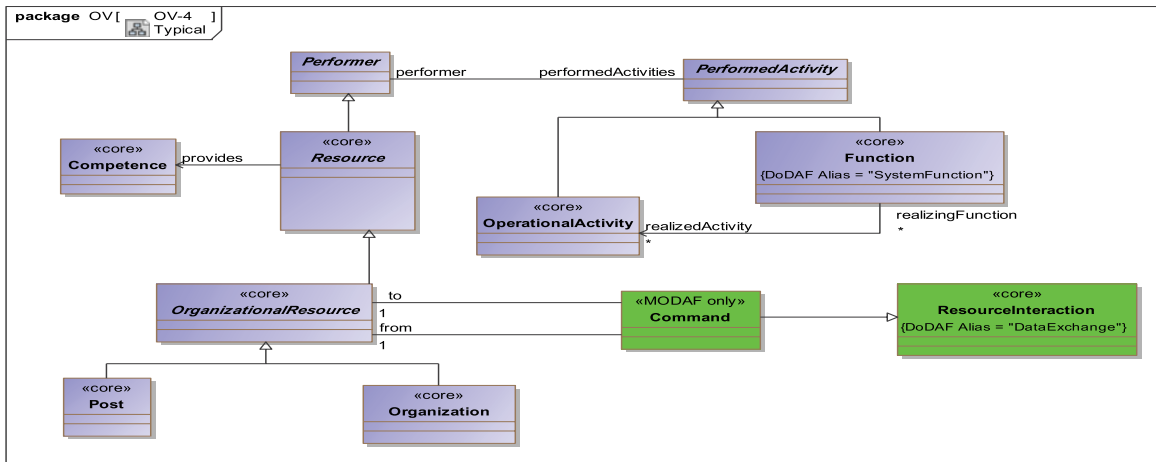 package OV [ OV-4 Typical ]
Performer
performer
performedActivities
PerformedActivity
«core»
Competence
provides
«core»
Resource
«core»
Function
{DoDAF Alias = "SystemFunction"}
«core»
OperationalActivity
realizedActivity
*
realizingFunction
*
«core»
OrganizationalResource
to
1
from
1
«MODAF only»
Command
«core»
ResourceInteraction
{DoDAF Alias = "DataExchange"}
«core»
Post
«core»
Organization